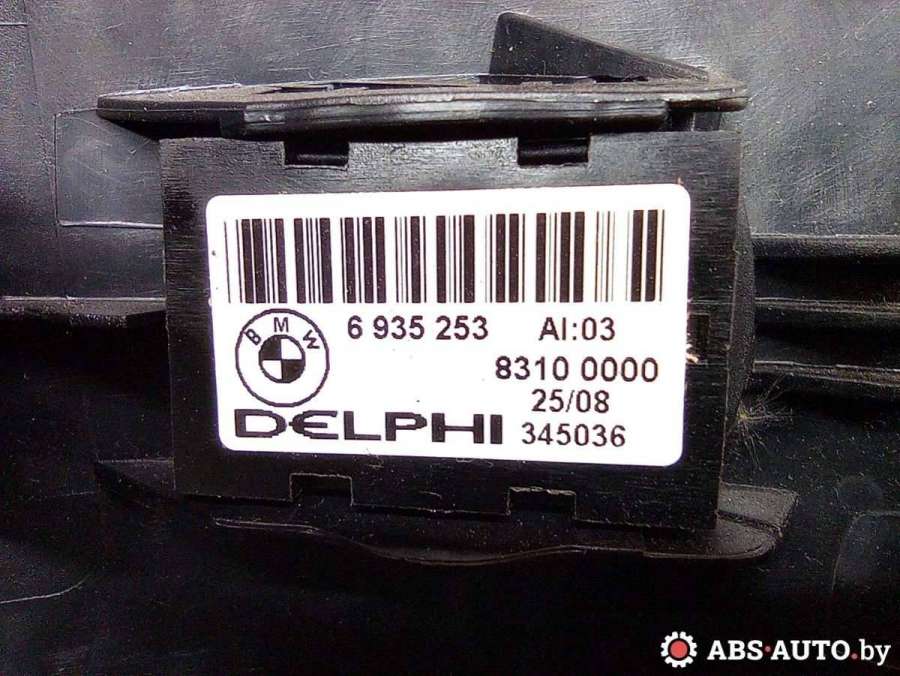 6 935 253 AI:03
8310 0000
BMW
25/08
DELPHI 345036
ABS·AUTO.by